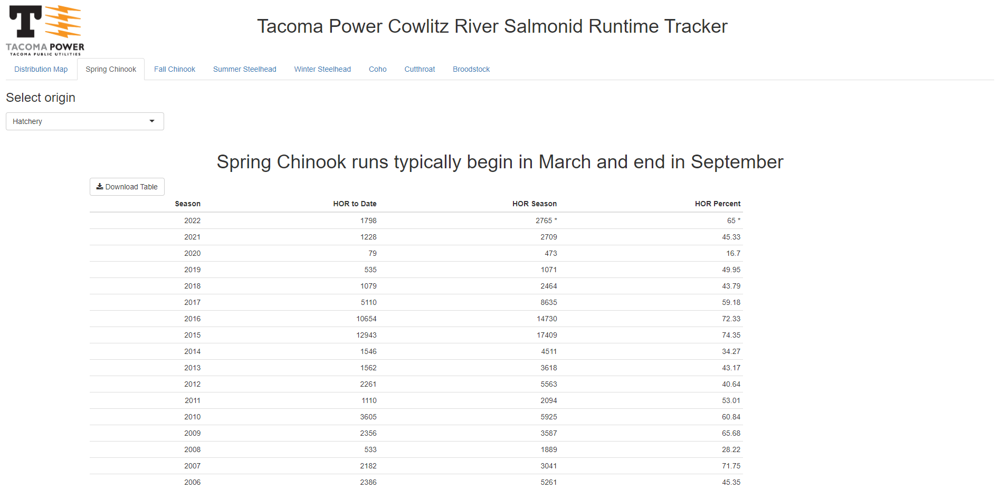 T
TACOMA POWER
TACOMA PUBLIC UTILITIES
Tacoma Power Cowlitz River Salmonid Runtime Tracker
Distribution Map Spring Chinook Fall Chinook Summer Steelhead Winter Steelhead Coho Cutthroat Broodstock
Select origin
Hatchery
Spring Chinook runs typically begin in March and end in September
Download Table
Season HOR to Date HOR Season HOR Percent
2022 1798 2765 * 65 *
2021 1228 2709 45.33
2020 79 473 16.7
2019 535 1071 49.95
2018 1079 2464 43.79
2017 5110 8635 59.18
2016 10654 14730 72.33
2015 12943 17409 74.35
2014 1546 4511 34.27
2013 1562 3618 43.17
2012 2261 5563 40.64
2011 1110 2094 53.01
2010 3605 5925 60.84
2009 2356 3587 65.68
2008 533 1889 28.22
2007 2182 3041 71.75
2006 2386 5261 45.35